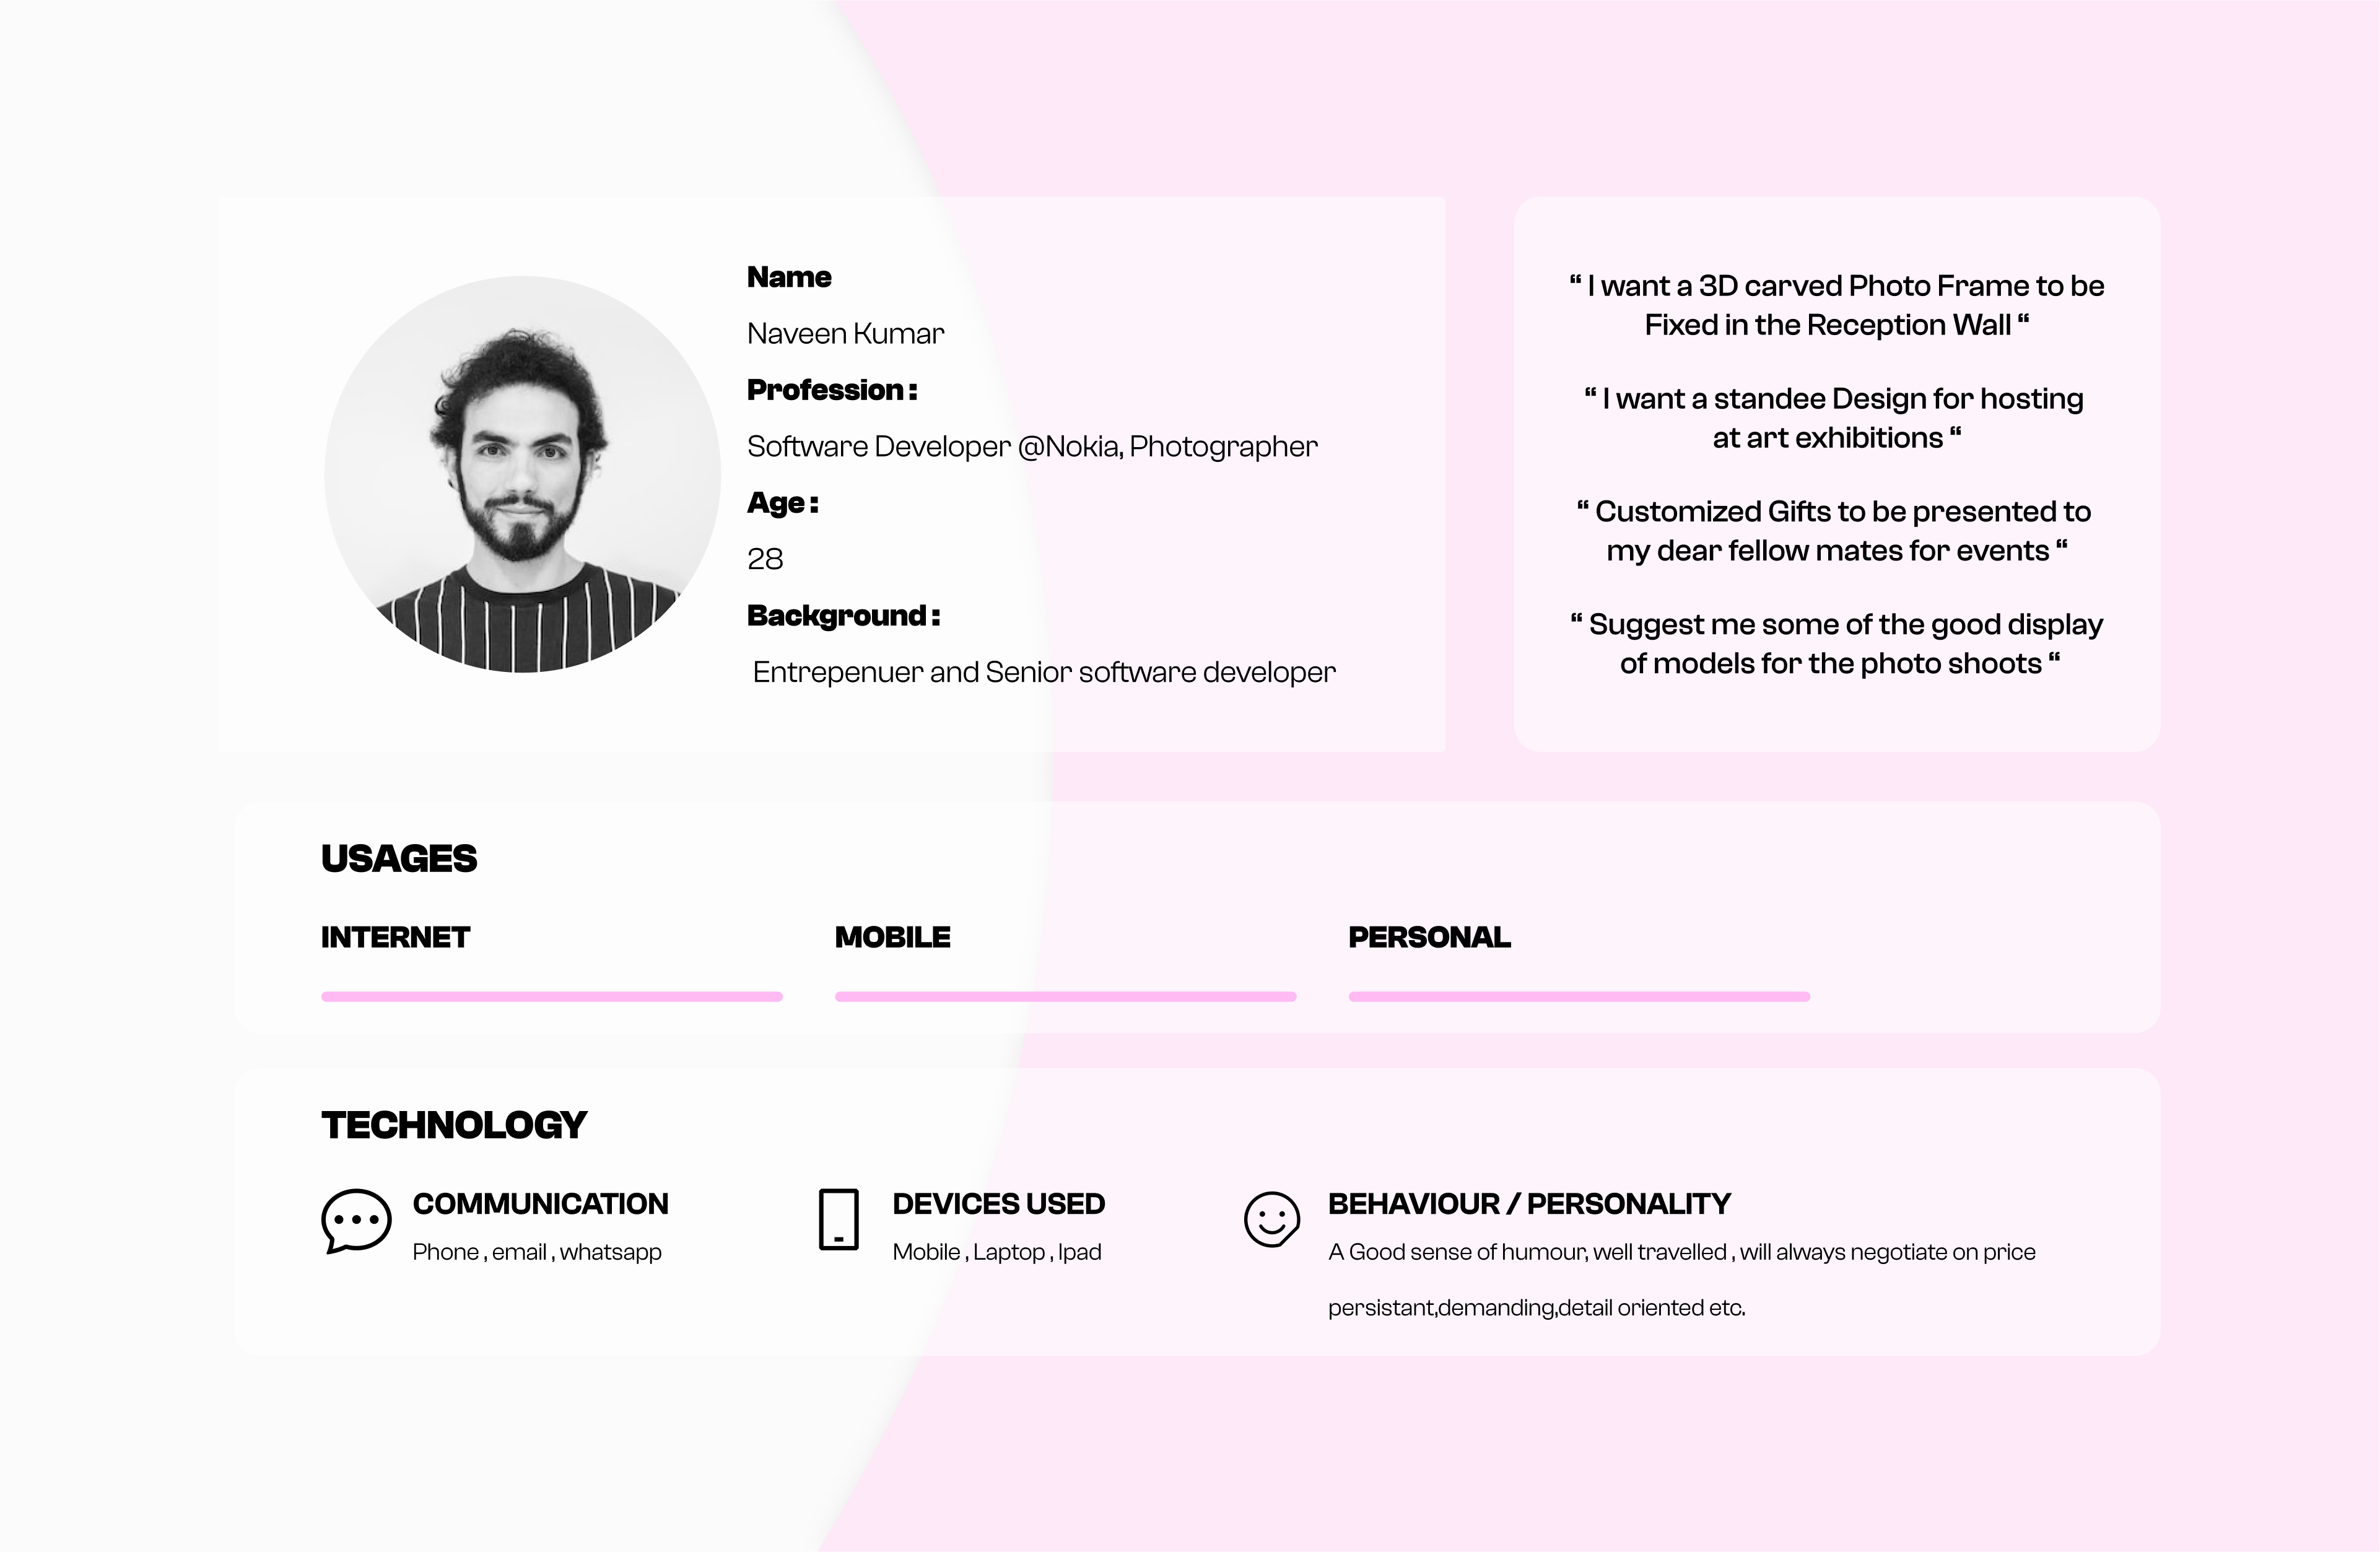 Name
Naveen Kumar
Profession :
Software Developer @Nokia, Photographer
Age :
28
Background :
Entrepenuer and Senior software developer
“ I want a 3D carved Photo Frame to be
Fixed in the Reception Wall “
“ I want a standee Design for hosting
at art exhibitions “
“ Customized Gifts to be presented to
my dear fellow mates for events “
“ Suggest me some of the good display
of models for the photo shoots “
USAGES
INTERNET
MOBILE
PERSONAL
TECHNOLOGY
COMMUNICATION
Phone , email , whatsapp
DEVICES USED
Mobile , Laptop , Ipad
BEHAVIOUR / PERSONALITY
A Good sense of humour, well travelled , will always negotiate on price
persistant,demanding,detail oriented etc.